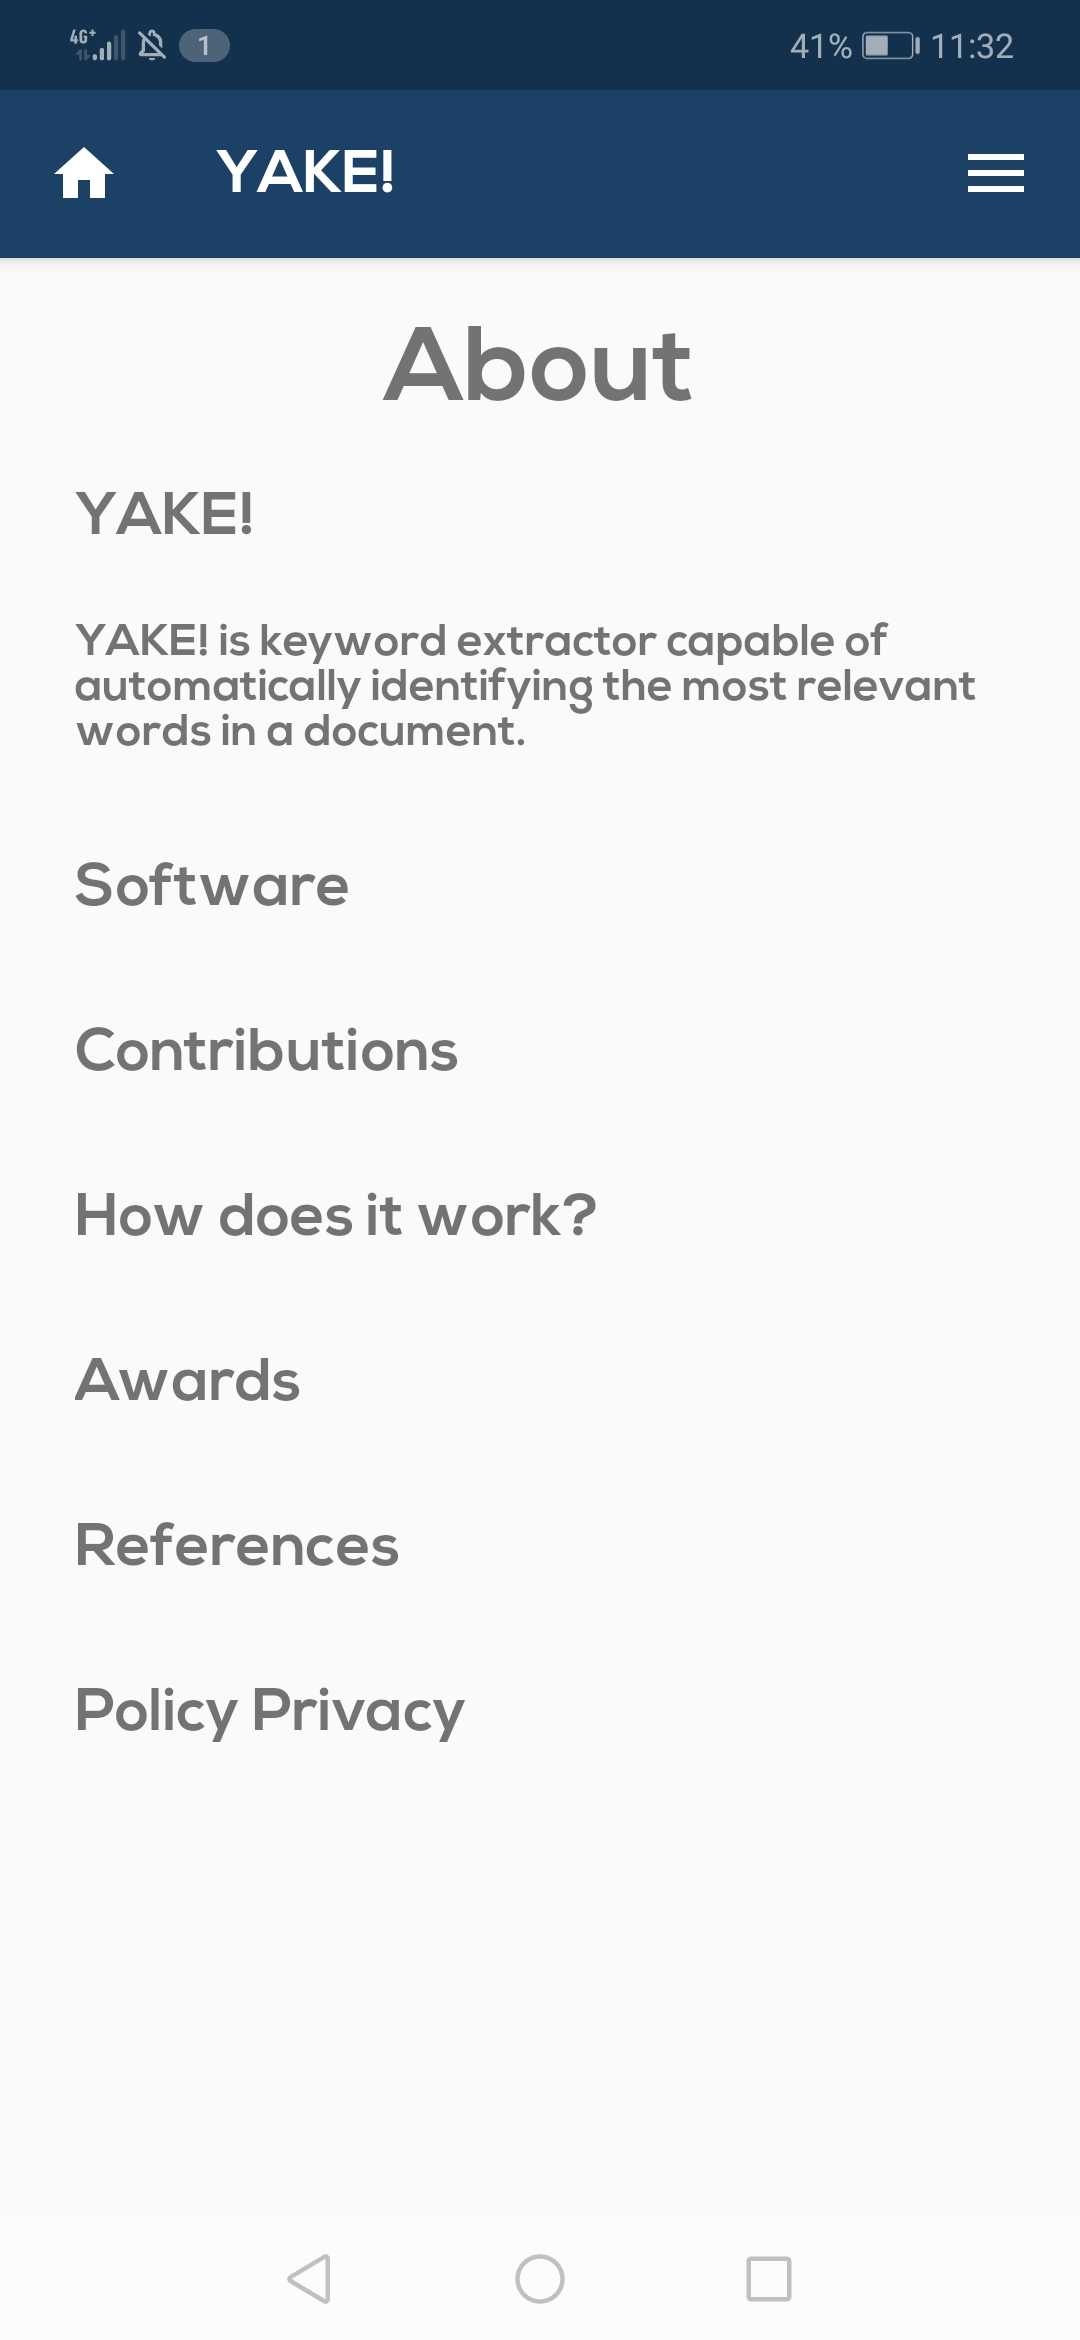 4G+ 1 41% 11:32
YAKE!
About
YAKE!
YAKE! is keyword extractor capable of
automatically identifying the most relevant
words in a document.
Software
Contributions
How does it work?
Awards
References
Policy Privacy